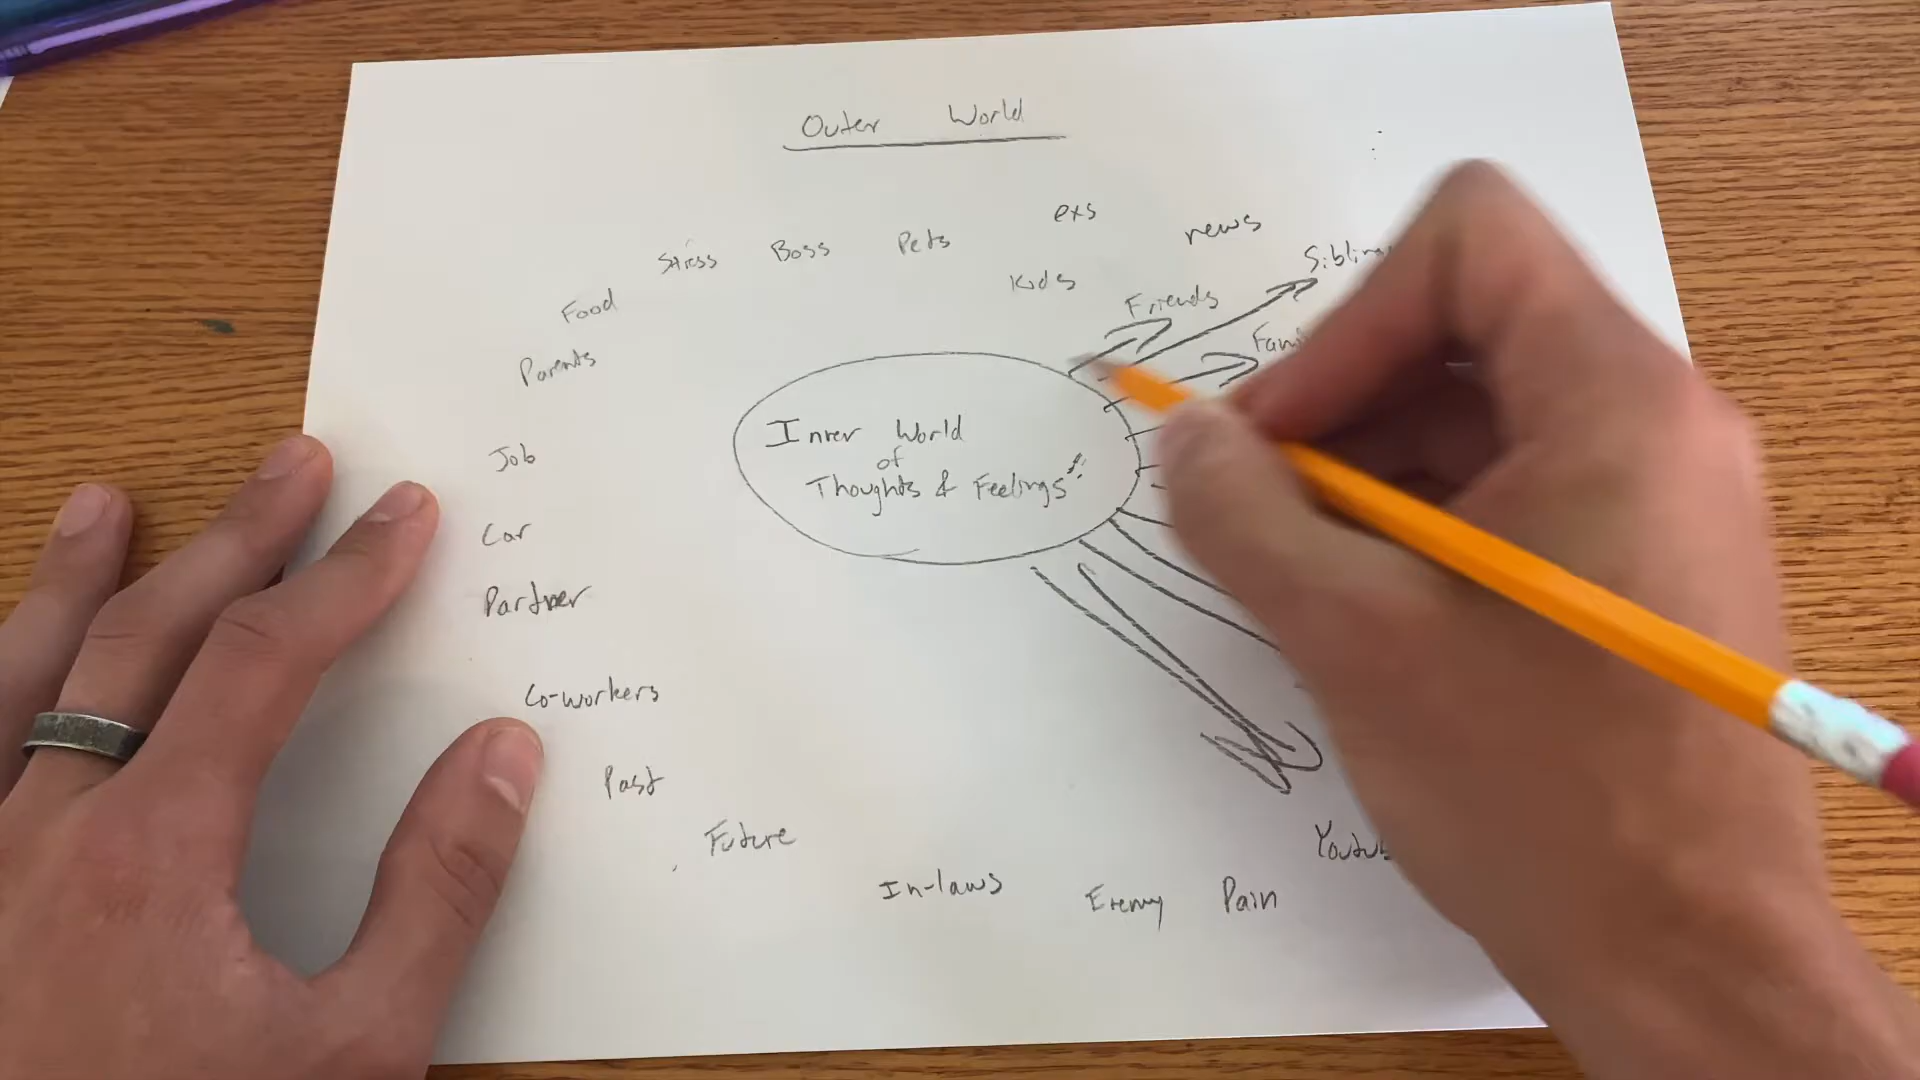 Outer World
exs
news
Stress Boss Pets
Siblings
Kids
Friends
Food
Parents
Inner World
of
Thoughts & Feelings
Job
Car
Partner
Co-workers
Past
Future
In-laws
Enemy Pain